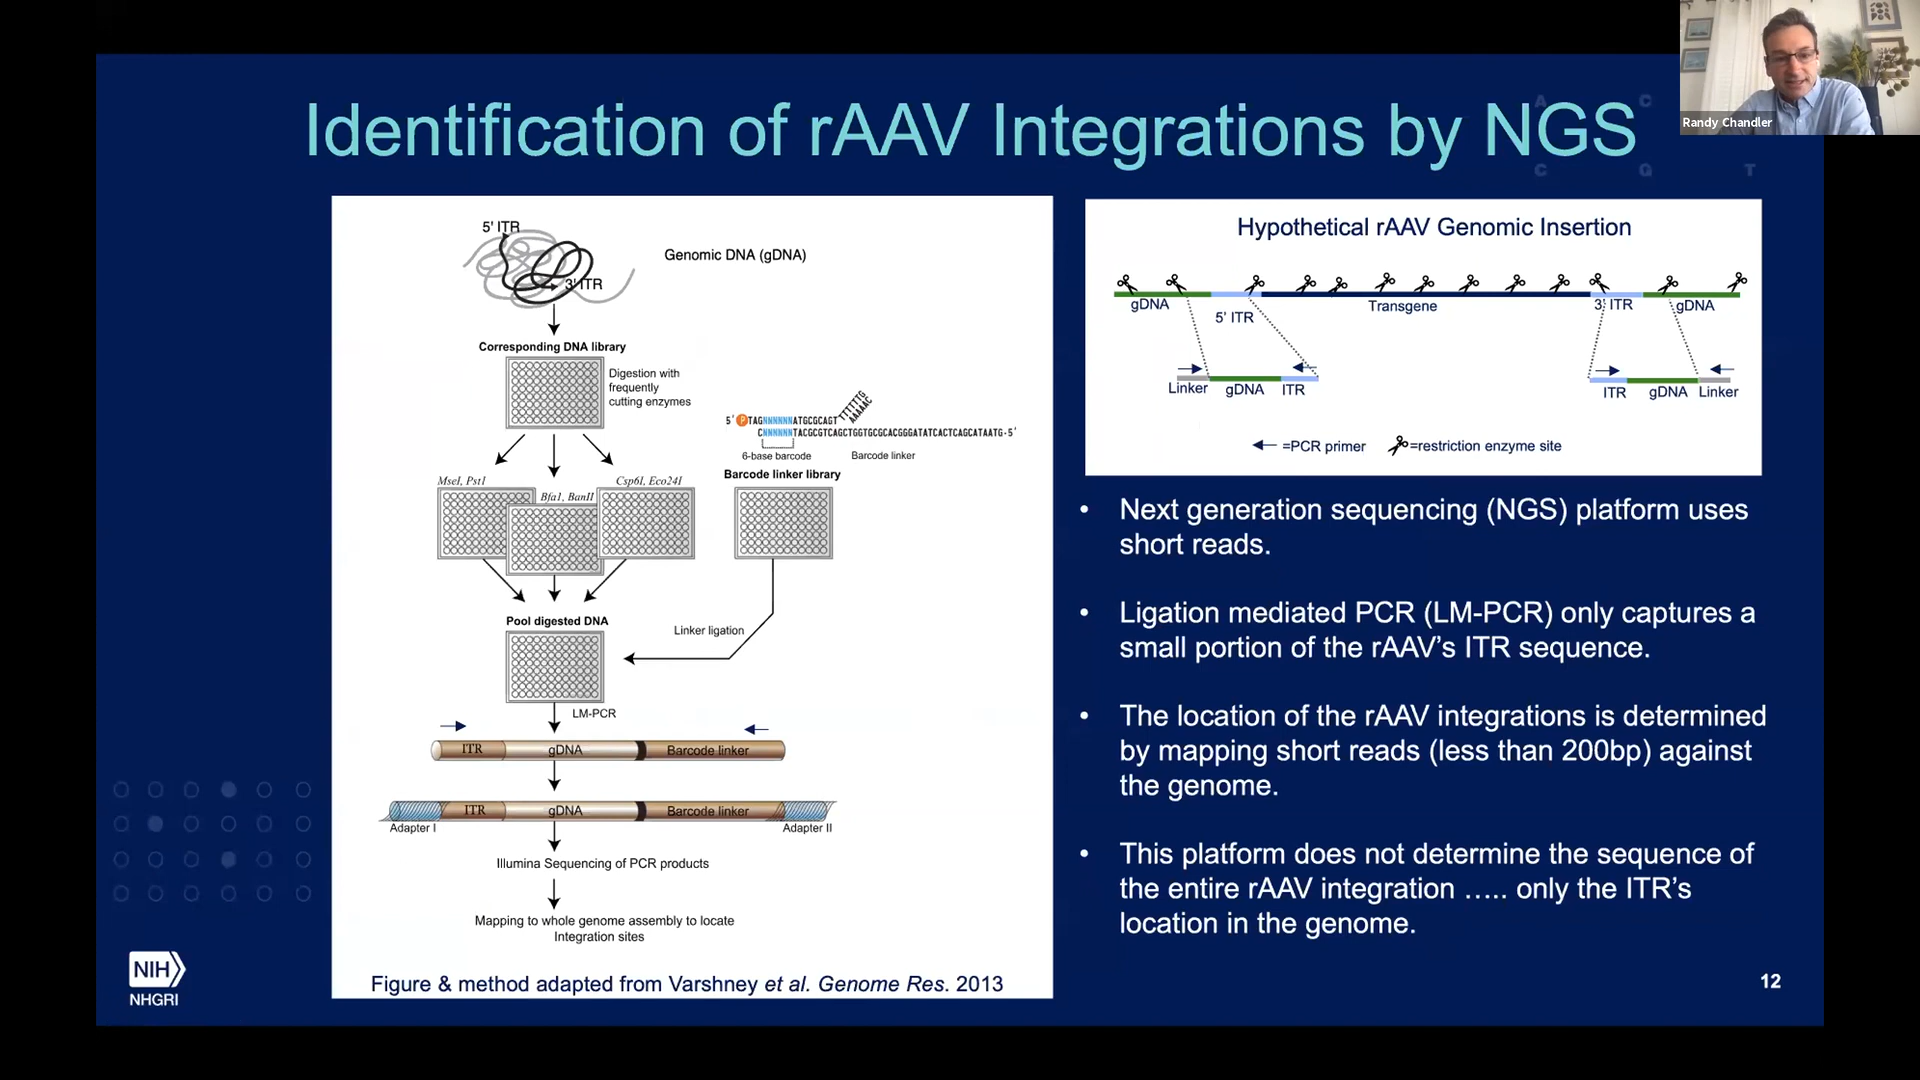 Identification of rAAV Integrations by NGS
Randy Chandler
A C
C G T
5' ITR
3' ITR
Genomic DNA (gDNA)
Corresponding DNA library
Digestion with
frequently
cutting enzymes
MseI, Pst1
Bfa1, BanII
Csp6I, Eco24I
5' P TAGNNNNNNATGCGCAGT
TTTTTTG
AAAAAC
CNNNNNNTACGCGTCAGCTGGTGCGCACGGGATATCACTCAGCATAATG-5'
6-base barcode
Barcode linker
Barcode linker library
Pool digested DNA
Linker ligation
LM-PCR
ITR gDNA Barcode linker
ITR gDNA Barcode linker
Adapter I
Adapter II
Illumina Sequencing of PCR products
Mapping to whole genome assembly to locate
Integration sites
Figure & method adapted from Varshney et al. Genome Res. 2013
Hypothetical rAAV Genomic Insertion
gDNA
5' ITR
Transgene
3' ITR
gDNA
Linker gDNA ITR
ITR gDNA Linker
=PCR primer
=restriction enzyme site
• Next generation sequencing (NGS) platform uses
short reads.
• Ligation mediated PCR (LM-PCR) only captures a
small portion of the rAAV's ITR sequence.
• The location of the rAAV integrations is determined
by mapping short reads (less than 200bp) against
the genome.
• This platform does not determine the sequence of
the entire rAAV integration ….. only the ITR's
location in the genome.
NIH
NHGRI
12